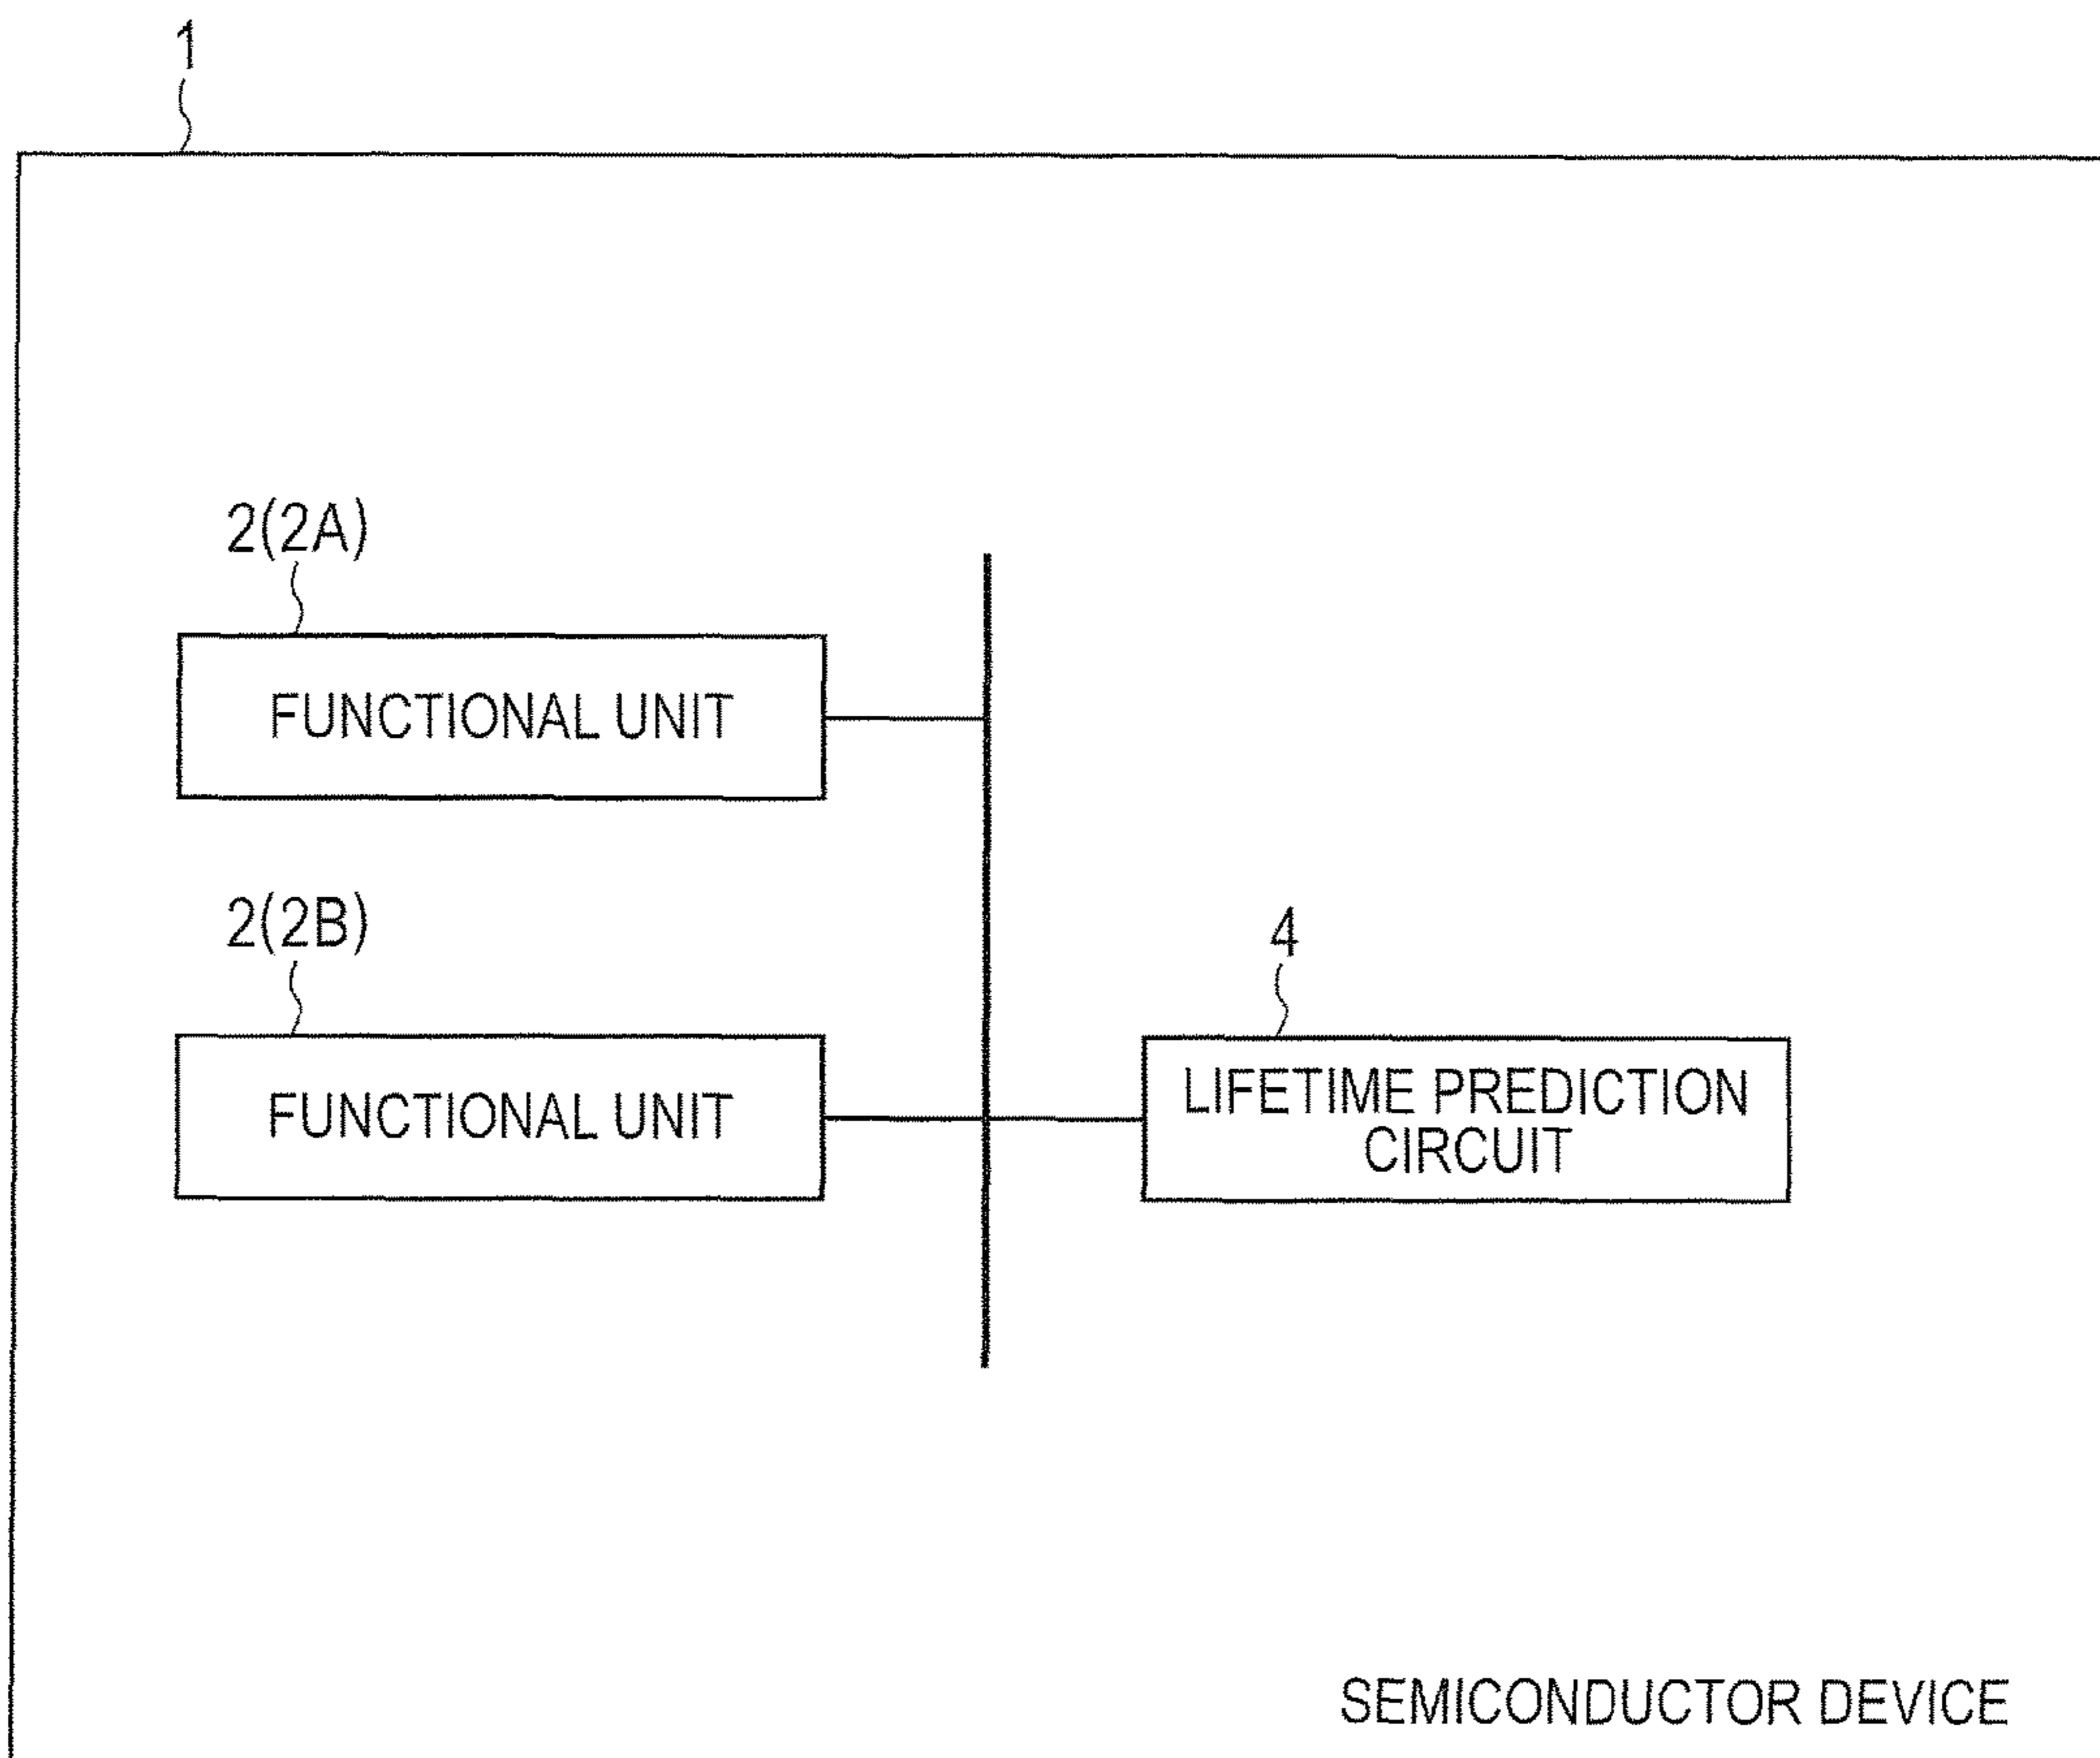 1
2(2A)
FUNCTIONAL UNIT
2(2B)
FUNCTIONAL UNIT
4
LIFETIME PREDICTION
CIRCUIT
SEMICONDUCTOR DEVICE